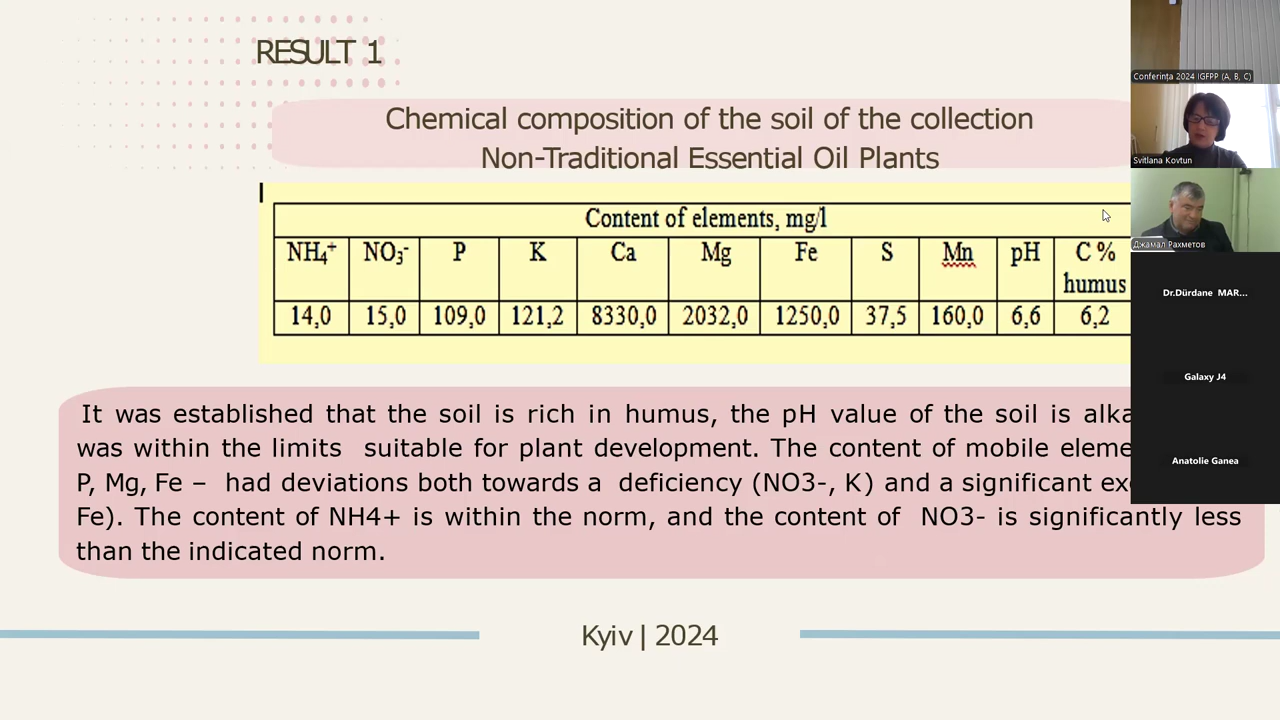 RESULT 1
Chemical composition of the soil of the collection
Non-Traditional Essential Oil Plants
Content of elements, mg/l
NH4+ NO3- P K Ca Mg Fe S Mn pH C % humus
14,0 15,0 109,0 121,2 8330,0 2032,0 1250,0 37,5 160,0 6,6 6,2
It was established that the soil is rich in humus, the pH value of the soil is
was within the limits suitable for plant development. The content of mobile
P, Mg, Fe – had deviations both towards a deficiency (NO3-, K) and a significant
Fe). The content of NH4+ is within the norm, and the content of NO3- is significantly less
than the indicated norm.
Kyiv | 2024
Conferința 2024 IGFPP (A, B, C)
Svitlana Kovtun
Джамал Рахметов
Dr.Dürdane MAR...
Galaxy J4
Anatolie Ganea